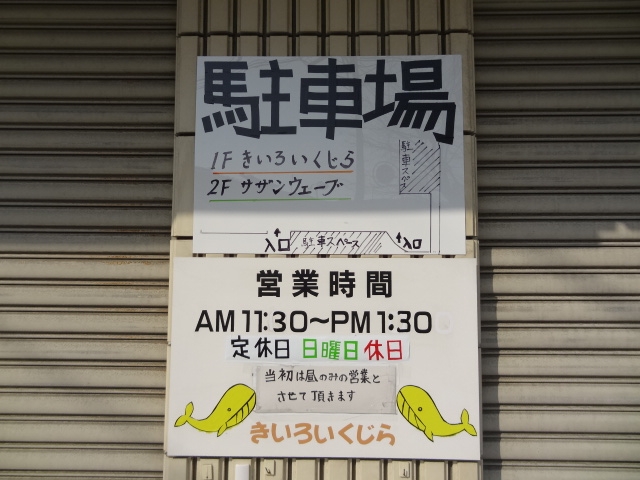 駐車場
1F きいろいくじら
2F サザンウェーブ
駐車スペース
入口
駐車スペース
入口
営業時間
AM11:30〜PM1:30
定休日 日曜日 休日
当初は昼のみの営業と
させて頂きます
きいろいくじら